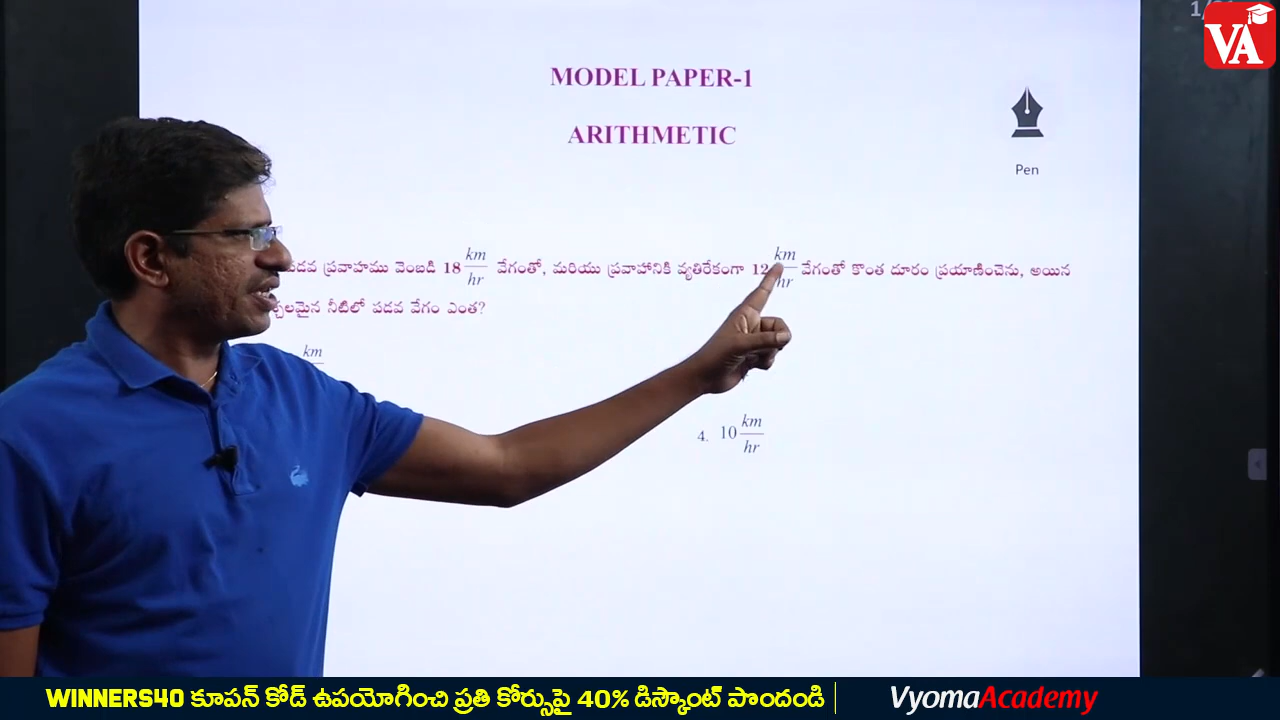 1/
VA
MODEL PAPER-1
ARITHMETIC
Pen
పడవ ప్రవాహము వెంబడి 18 km/hr వేగంతో, మరియు ప్రవాహానికి వ్యతిరేకంగా 12 km/hr వేగంతో కొంత దూరం ప్రయాణించెను, అయిన
నీటిలో పడవ వేగం ఎంత?
km
4. 10 km/hr
WINNERS40 కూపన్ కోడ్ ఉపయోగించి ప్రతి కోర్సుపై 40% డిస్కౌంట్ పొందండి
VyomaAcademy